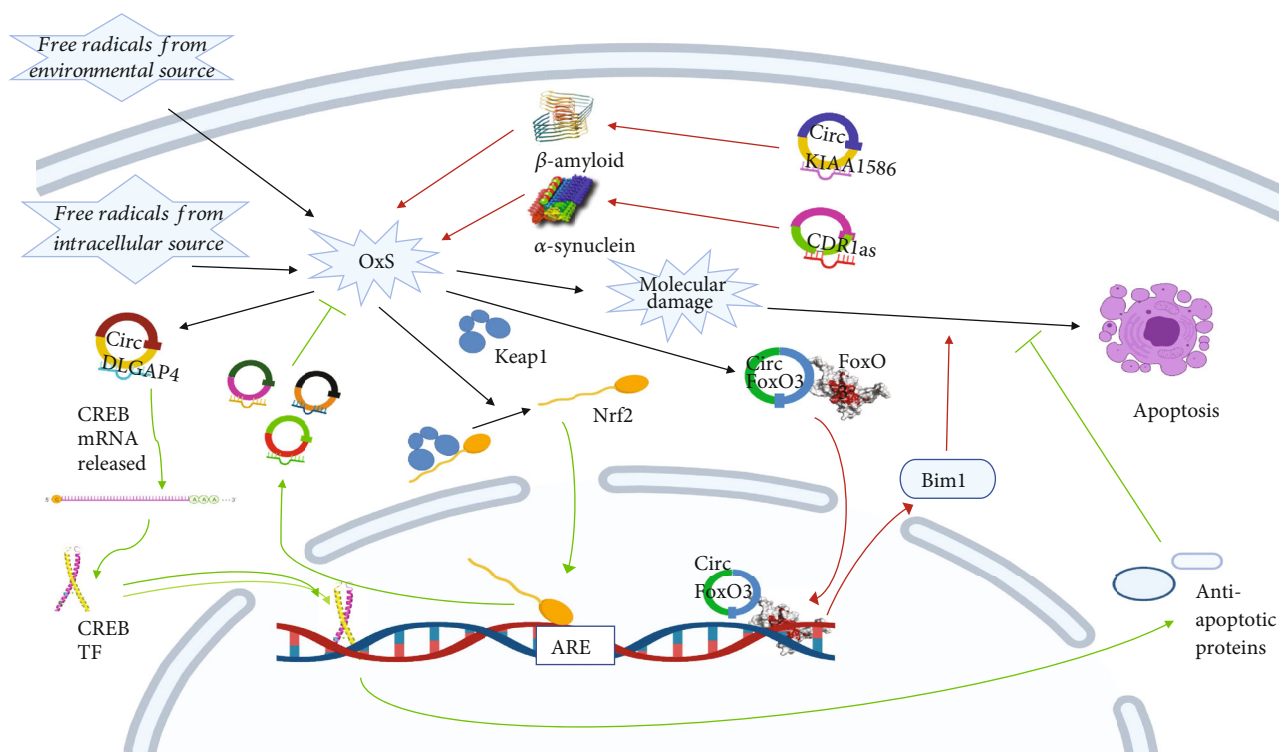 Free radicals from
environmental source
Free radicals from
intracellular source
OxS
β-amyloid
α-synuclein
Circ
KIAA1586
CDR1as
Molecular
damage
Circ
DLGAP4
Keap1
Nrf2
Circ
FoxO3
FoxO
Apoptosis
CREB
mRNA
released
A A A
Bim1
CREB
TF
Circ
FoxO3
ARE
Anti-
apoptotic
proteins